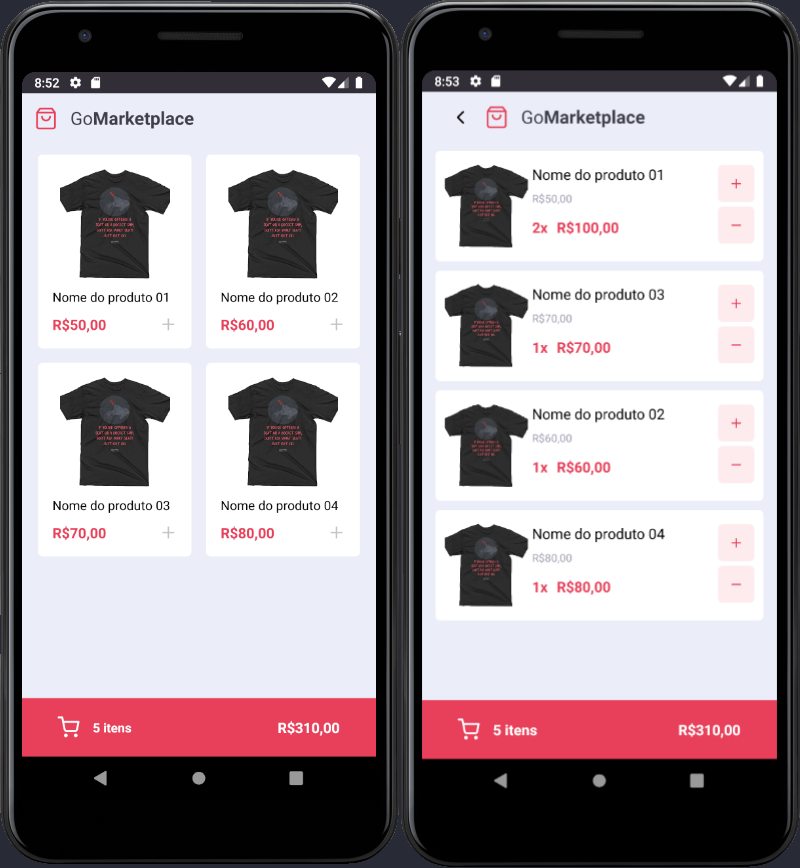 8:52
GoMarketplace
Nome do produto 01
R$50,00
+
Nome do produto 02
R$60,00
+
Nome do produto 03
R$70,00
+
Nome do produto 04
R$80,00
+
5 itens
R$310,00
8:53
GoMarketplace
Nome do produto 01
R$50,00
2x R$100,00
+
−
Nome do produto 03
R$70,00
1x R$70,00
+
−
Nome do produto 02
R$60,00
1x R$60,00
+
−
Nome do produto 04
R$80,00
1x R$80,00
+
−
5 itens
R$310,00